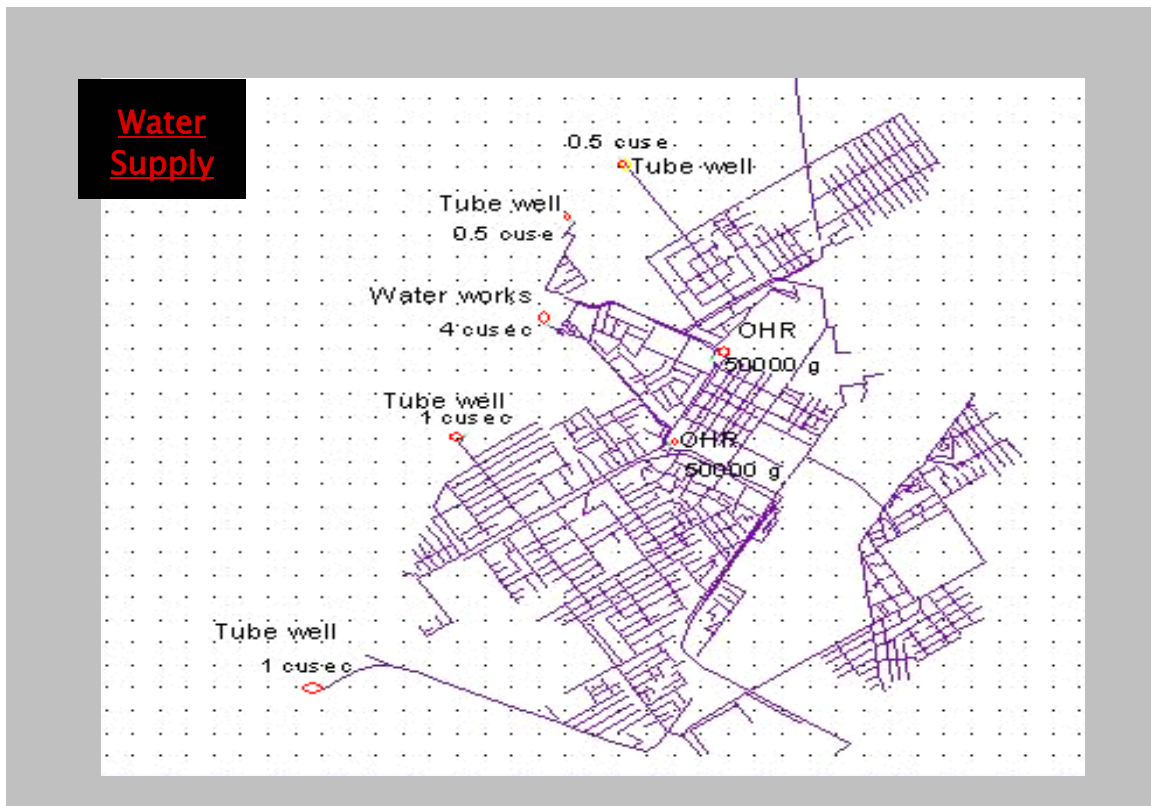 Water
Supply
0.5 cuse
Tube well
Tube well
0.5 cuse
Water works
4 cusec
OHR
50000 g
Tube well
1 cusec
OHR
50000 g
Tube well
1 cusec